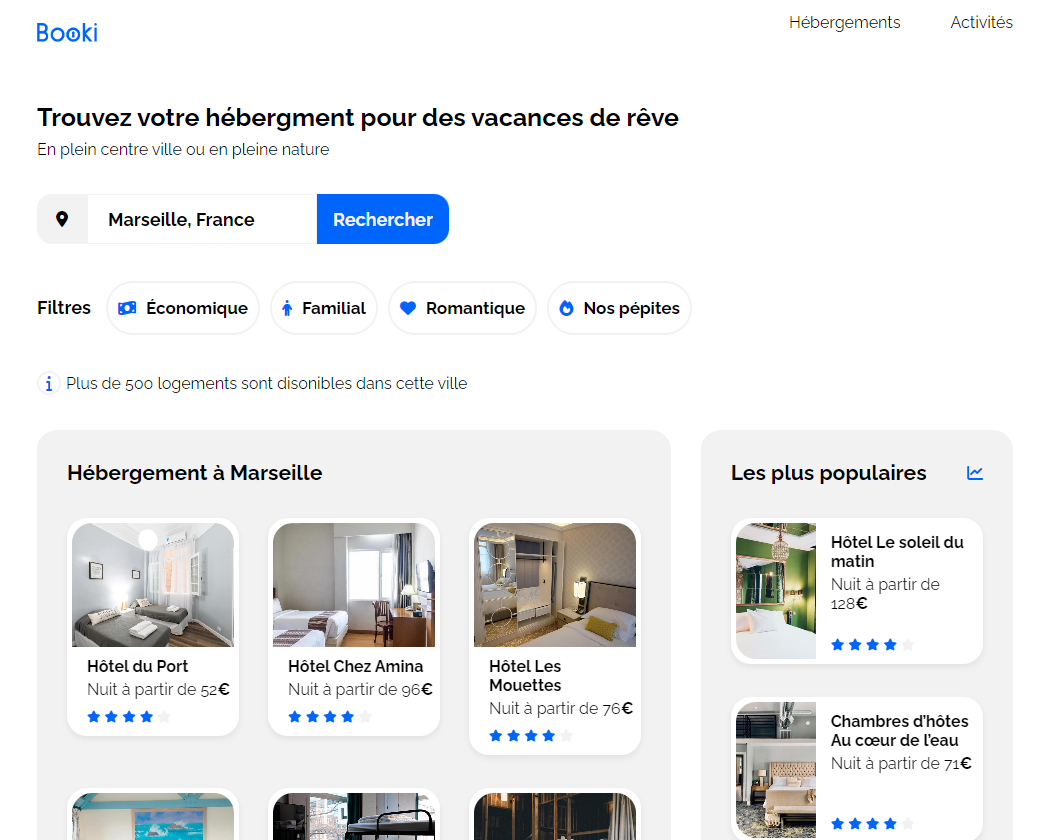 Booki
Hébergements
Activités
Trouvez votre hébergment pour des vacances de rêve
En plein centre ville ou en pleine nature
Marseille, France
Rechercher
Filtres
Économique
Familial
Romantique
Nos pépites
Plus de 500 logements sont disonibles dans cette ville
Hébergement à Marseille
Hôtel du Port
Nuit à partir de 52€
Hôtel Chez Amina
Nuit à partir de 96€
Hôtel Les
Mouettes
Nuit à partir de 76€
Les plus populaires
Hôtel Le soleil du
matin
Nuit à partir de
128€
Chambres d'hôtes
Au cœur de l'eau
Nuit à partir de 71€